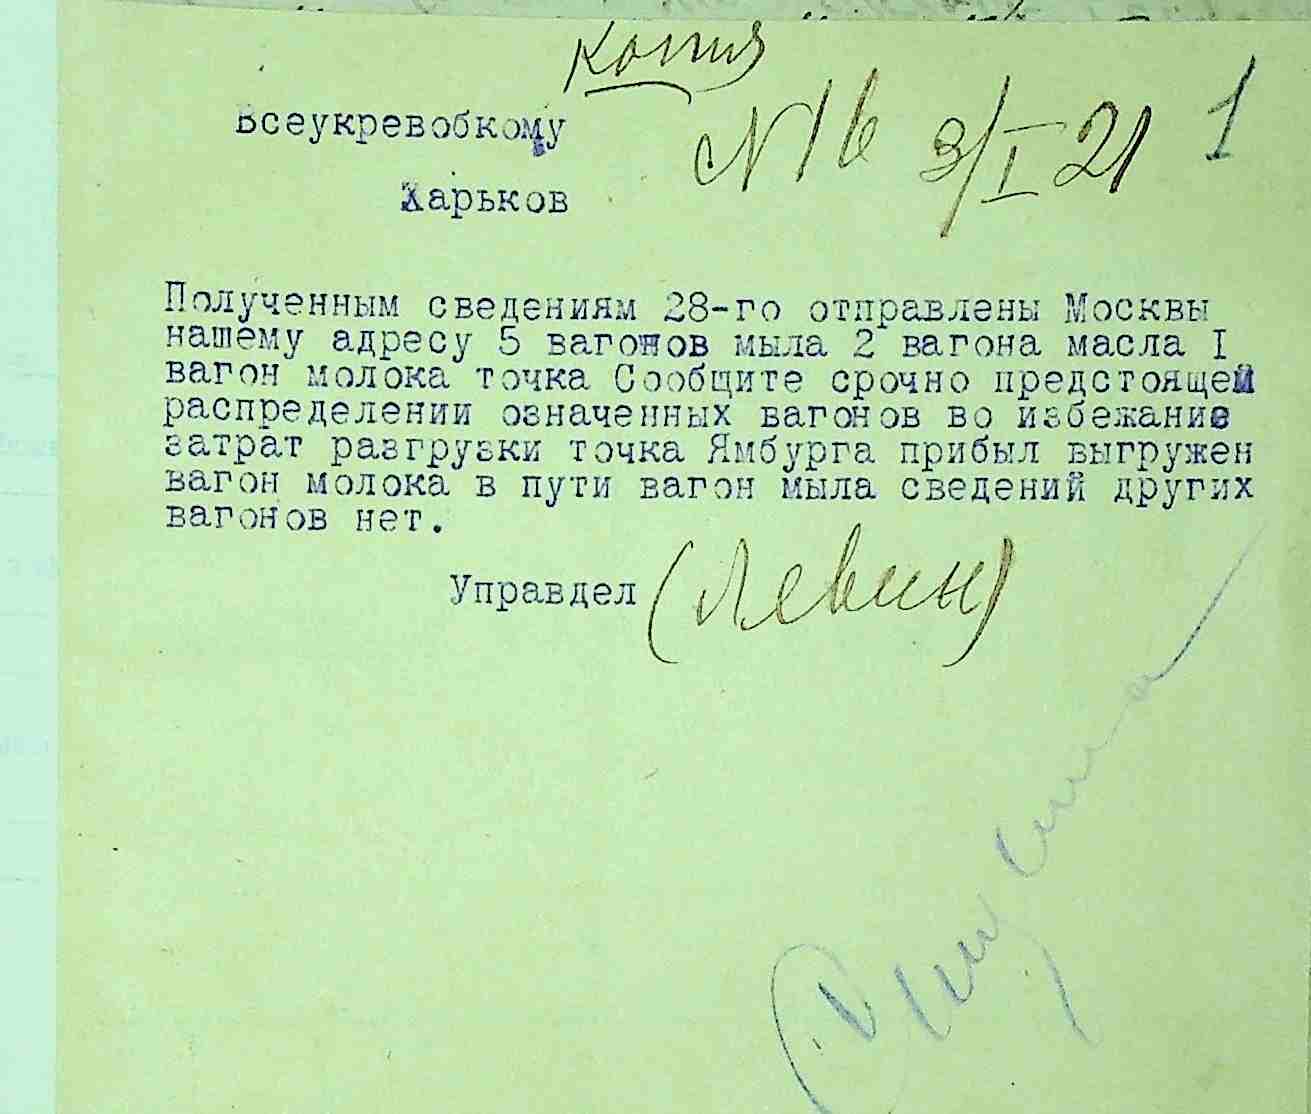 Копия
Всеукревобкому
N 16 3/I 21 1
Харьков
Полученным сведениям 28-го отправлены Москвы
нашему адресу 5 вагонов мыла 2 вагона масла I
вагон молока точка Сообщите срочно предстоящей
распределении означенных вагонов во избежание
затрат разгрузки точка Ямбурга прибыл выгружен
вагон молока в пути вагон мыла сведений других
вагонов нет.
Управдел (Левин)